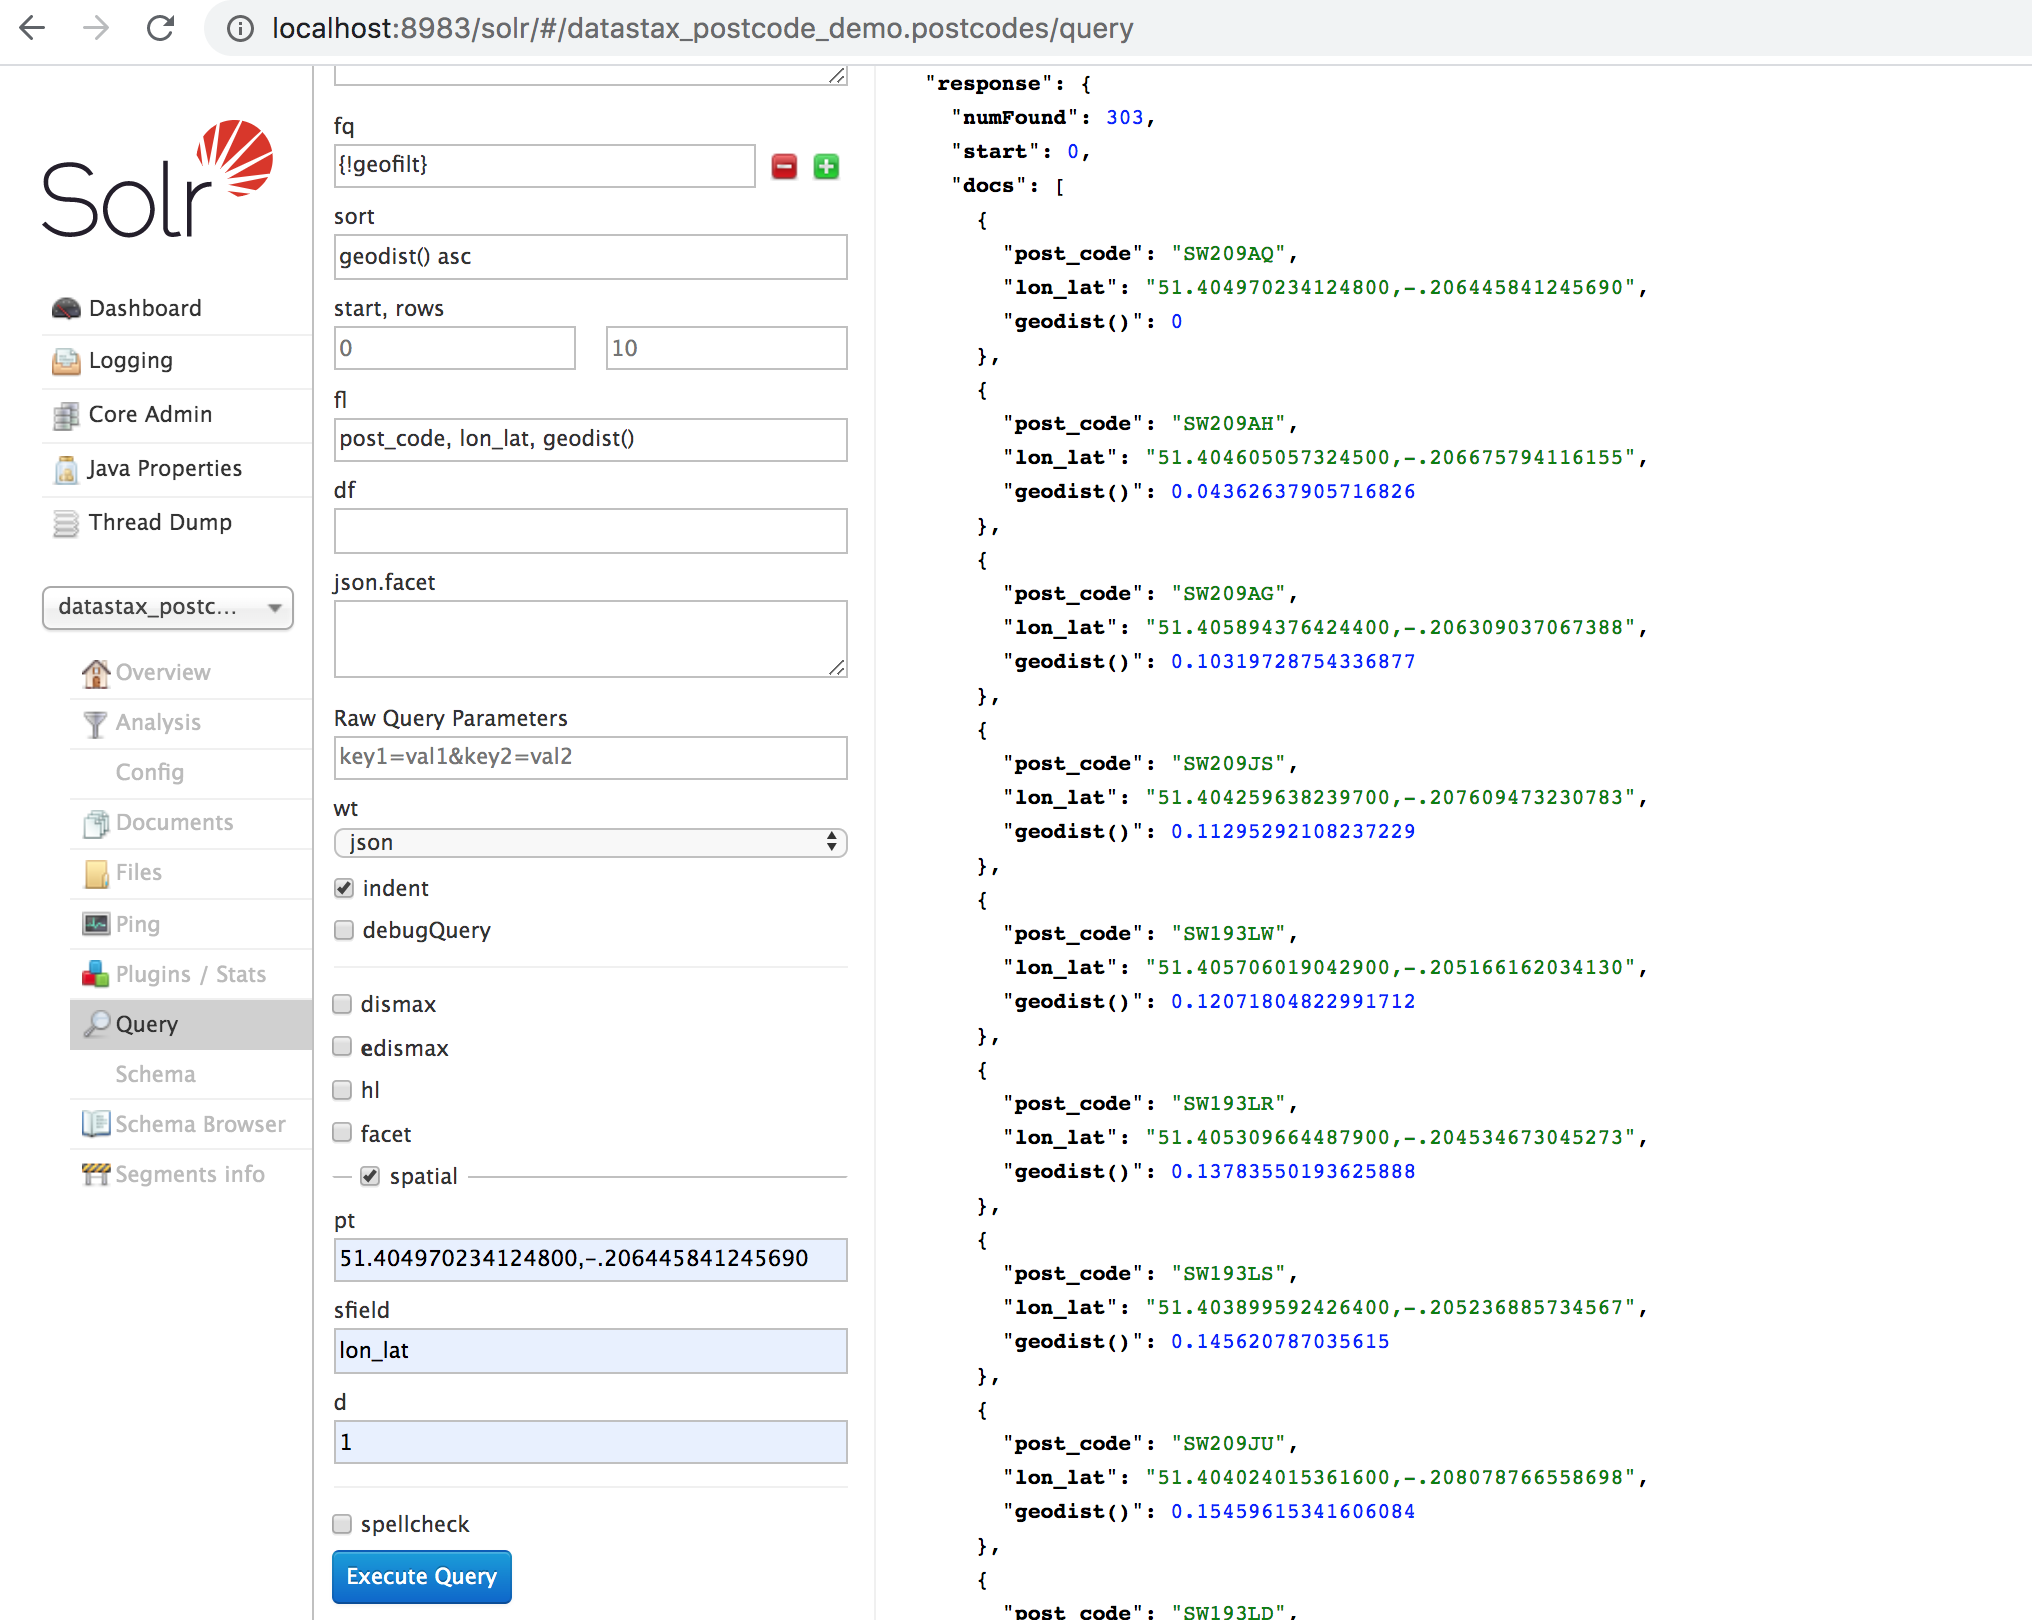 localhost:8983/solr/#/datastax_postcode_demo.postcodes/query
Solr
Dashboard
Logging
Core Admin
Java Properties
Thread Dump
datastax_postc...
Overview
Analysis
Config
Documents
Files
Ping
Plugins / Stats
Query
Schema
Schema Browser
Segments info
fq
{!geofilt}
sort
geodist() asc
start, rows
0 10
fl
post_code, lon_lat, geodist()
df
json.facet
Raw Query Parameters
key1=val1&key2=val2
wt
json
indent
debugQuery
dismax
edismax
hl
facet
spatial
pt
51.404970234124800,-.206445841245690
sfield
lon_lat
d
1
spellcheck
Execute Query
"response": {
"numFound": 303,
"start": 0,
"docs": [
{
"post_code": "SW209AQ",
"lon_lat": "51.404970234124800,-.206445841245690",
"geodist()": 0
},
{
"post_code": "SW209AH",
"lon_lat": "51.404605057324500,-.206675794116155",
"geodist()": 0.04362637905716826
},
{
"post_code": "SW209AG",
"lon_lat": "51.405894376424400,-.206309037067388",
"geodist()": 0.10319728754336877
},
{
"post_code": "SW209JS",
"lon_lat": "51.404259638239700,-.207609473230783",
"geodist()": 0.11295292108237229
},
{
"post_code": "SW193LW",
"lon_lat": "51.405706019042900,-.205166162034130",
"geodist()": 0.12071804822991712
},
{
"post_code": "SW193LR",
"lon_lat": "51.405309664487900,-.204534673045273",
"geodist()": 0.13783550193625888
},
{
"post_code": "SW193LS",
"lon_lat": "51.403899592426400,-.205236885734567",
"geodist()": 0.145620787035615
},
{
"post_code": "SW209JU",
"lon_lat": "51.404024015361600,-.208078766558698",
"geodist()": 0.15459615341606084
},
{
"post_code": "SW193LD",